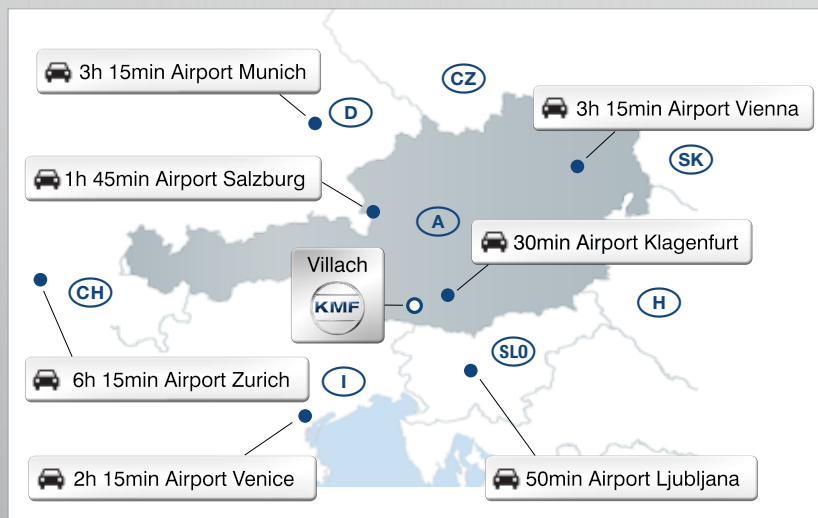 3h 15min Airport Munich
D
CZ
3h 15min Airport Vienna
SK
1h 45min Airport Salzburg
A
30min Airport Klagenfurt
Villach
KMF
CH
H
SLO
6h 15min Airport Zurich
I
2h 15min Airport Venice
50min Airport Ljubljana